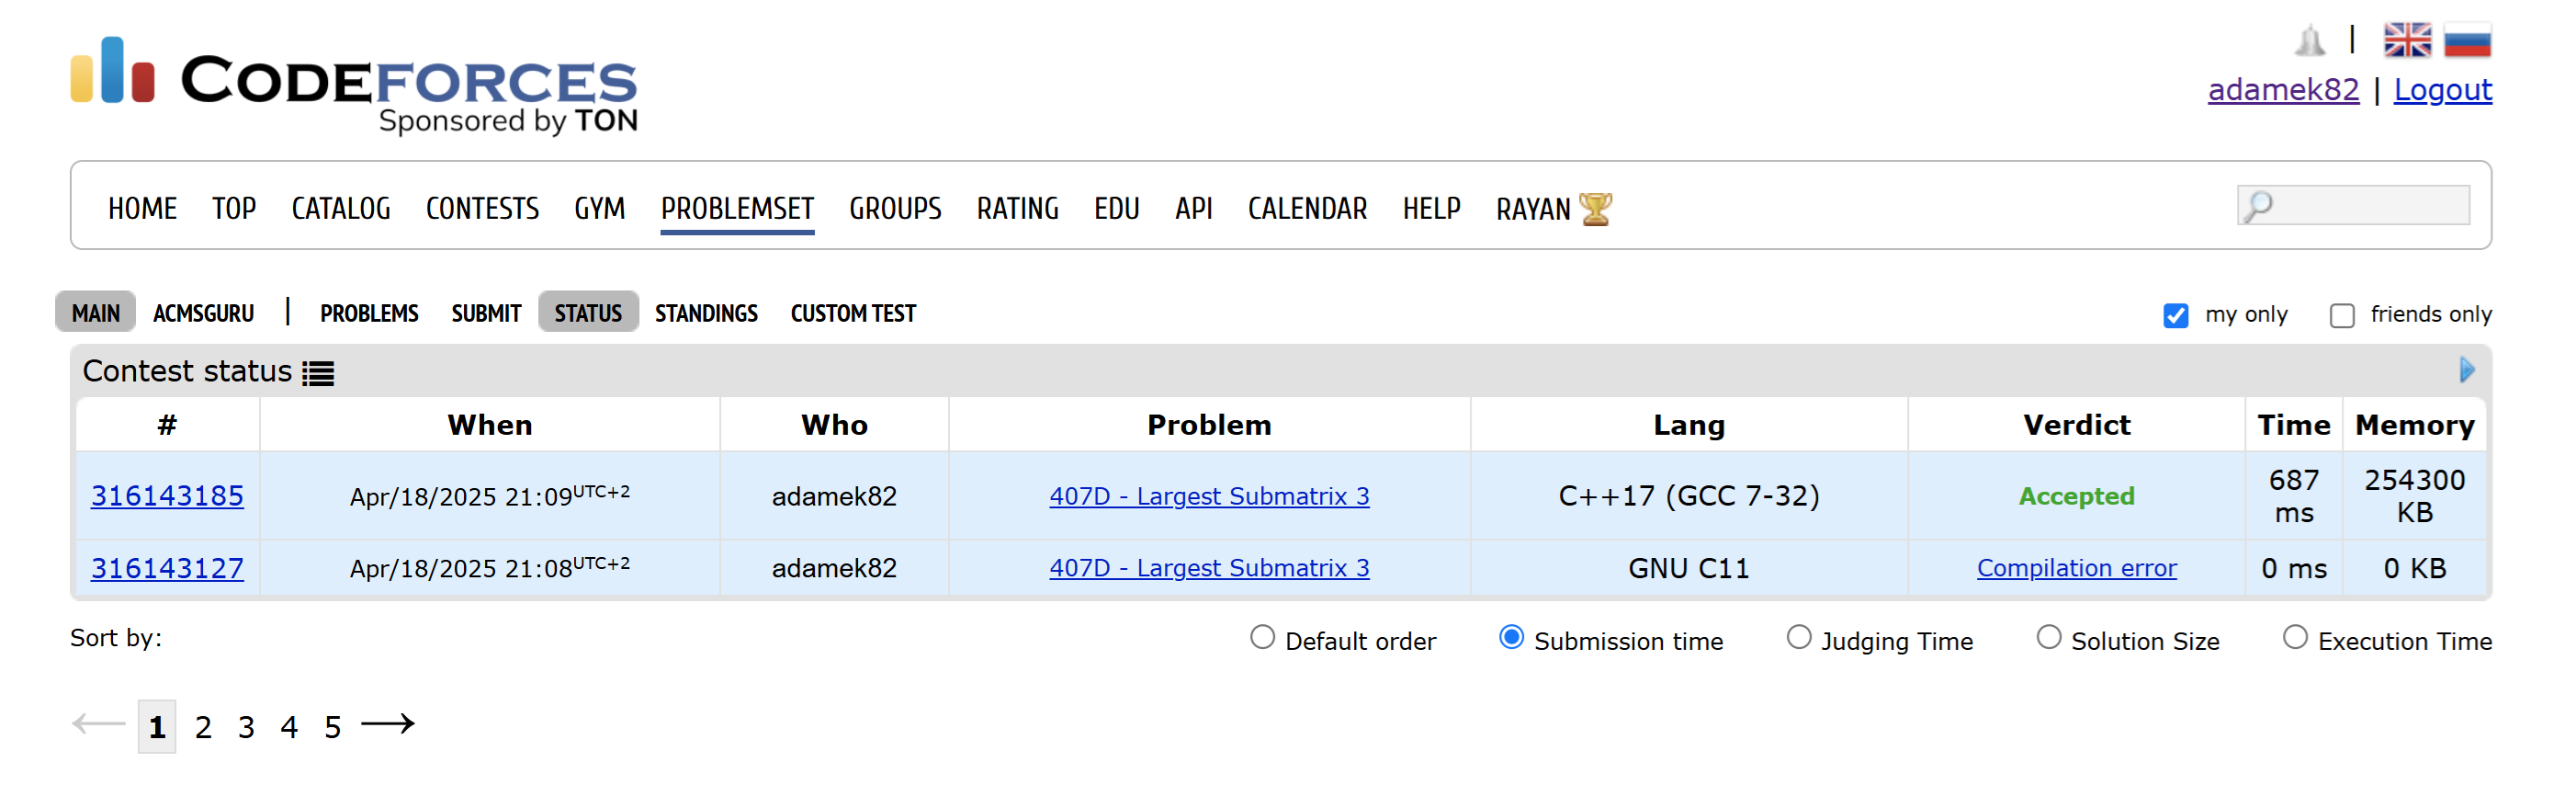 CODEFORCES
Sponsored by TON
|
adamek82 | Logout
HOME TOP CATALOG CONTESTS GYM PROBLEMSET GROUPS RATING EDU API CALENDAR HELP RAYAN
MAIN ACMSGURU | PROBLEMS SUBMIT STATUS STANDINGS CUSTOM TEST my only friends only
Contest status
# When Who Problem Lang Verdict Time Memory
316143185 Apr/18/2025 21:09UTC+2 adamek82 407D - Largest Submatrix 3 C++17 (GCC 7-32) Accepted 687 ms 254300 KB
316143127 Apr/18/2025 21:08UTC+2 adamek82 407D - Largest Submatrix 3 GNU C11 Compilation error 0 ms 0 KB
Sort by: Default order Submission time Judging Time Solution Size Execution Time
← 1 2 3 4 5 →